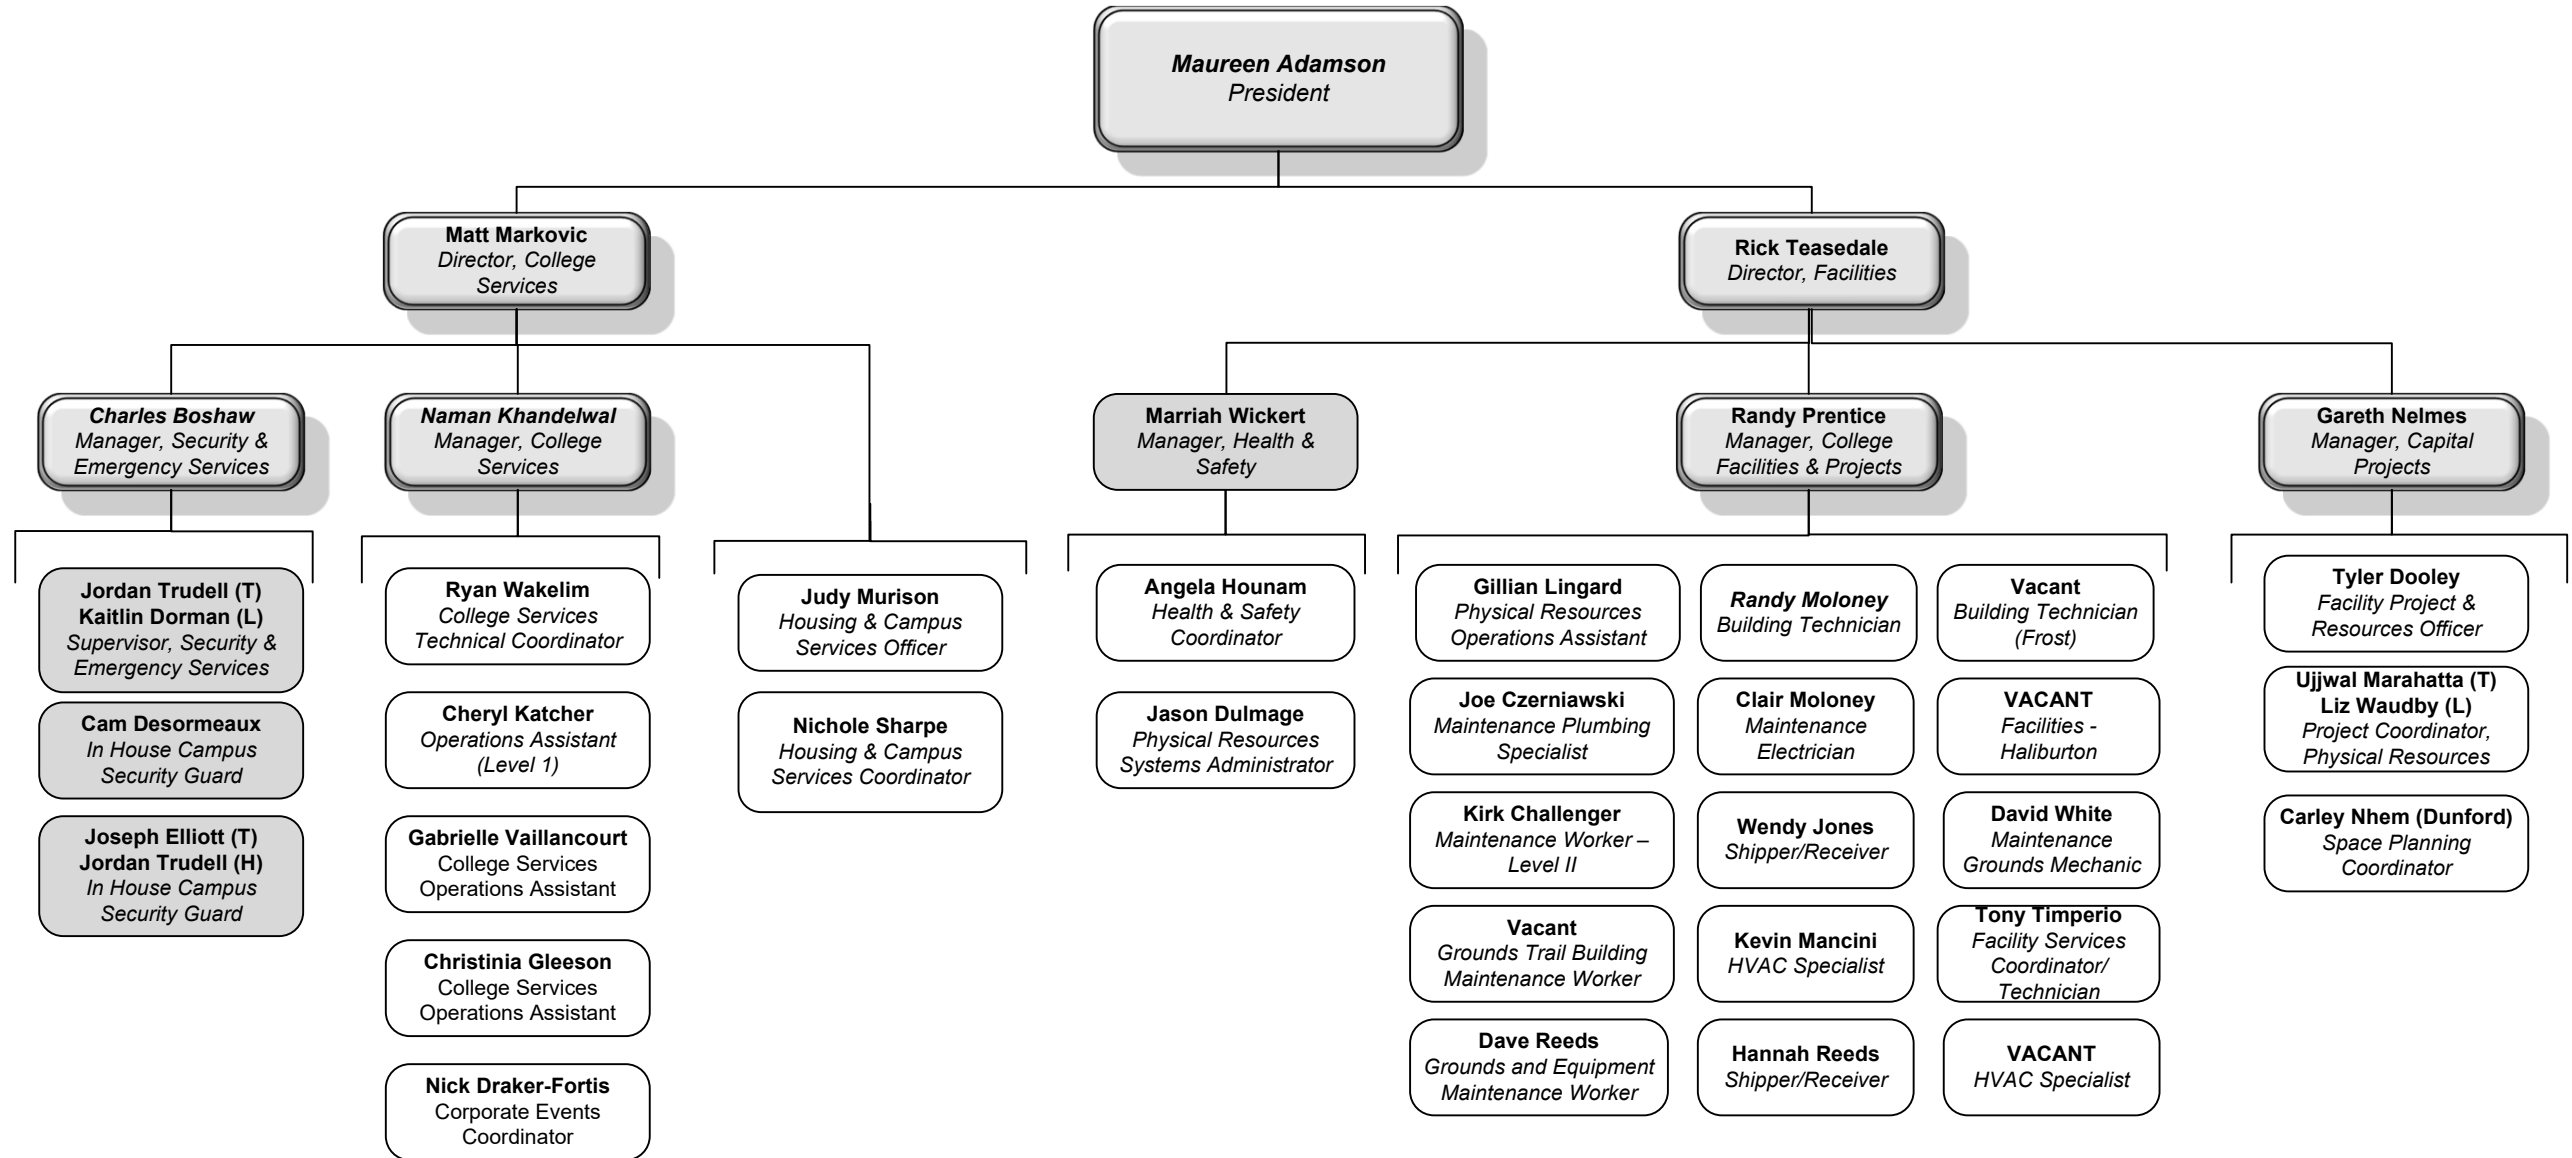 Maureen Adamson
President
Matt Markovic
Director, College
Services
Rick Teasedale
Director, Facilities
Charles Boshaw
Manager, Security &
Emergency Services
Naman Khandelwal
Manager, College
Services
Marriah Wickert
Manager, Health &
Safety
Randy Prentice
Manager, College
Facilities & Projects
Gareth Nelmes
Manager, Capital
Projects
Jordan Trudell (T)
Kaitlin Dorman (L)
Supervisor, Security &
Emergency Services
Cam Desormeaux
In House Campus
Security Guard
Joseph Elliott (T)
Jordan Trudell (H)
In House Campus
Security Guard
Ryan Wakelim
College Services
Technical Coordinator
Cheryl Katcher
Operations Assistant
(Level 1)
Gabrielle Vaillancourt
College Services
Operations Assistant
Christinia Gleeson
College Services
Operations Assistant
Nick Draker-Fortis
Corporate Events
Coordinator
Judy Murison
Housing & Campus
Services Officer
Nichole Sharpe
Housing & Campus
Services Coordinator
Angela Hounam
Health & Safety
Coordinator
Jason Dulmage
Physical Resources
Systems Administrator
Gillian Lingard
Physical Resources
Operations Assistant
Joe Czerniawski
Maintenance Plumbing
Specialist
Kirk Challenger
Maintenance Worker –
Level II
Vacant
Grounds Trail Building
Maintenance Worker
Dave Reeds
Grounds and Equipment
Maintenance Worker
Randy Moloney
Building Technician
Clair Moloney
Maintenance
Electrician
Wendy Jones
Shipper/Receiver
Kevin Mancini
HVAC Specialist
Hannah Reeds
Shipper/Receiver
Vacant
Building Technician
(Frost)
VACANT
Facilities -
Haliburton
David White
Maintenance
Grounds Mechanic
Tony Timperio
Facility Services
Coordinator/
Technician
VACANT
HVAC Specialist
Tyler Dooley
Facility Project &
Resources Officer
Ujjwal Marahatta (T)
Liz Waudby (L)
Project Coordinator,
Physical Resources
Carley Nhem (Dunford)
Space Planning
Coordinator